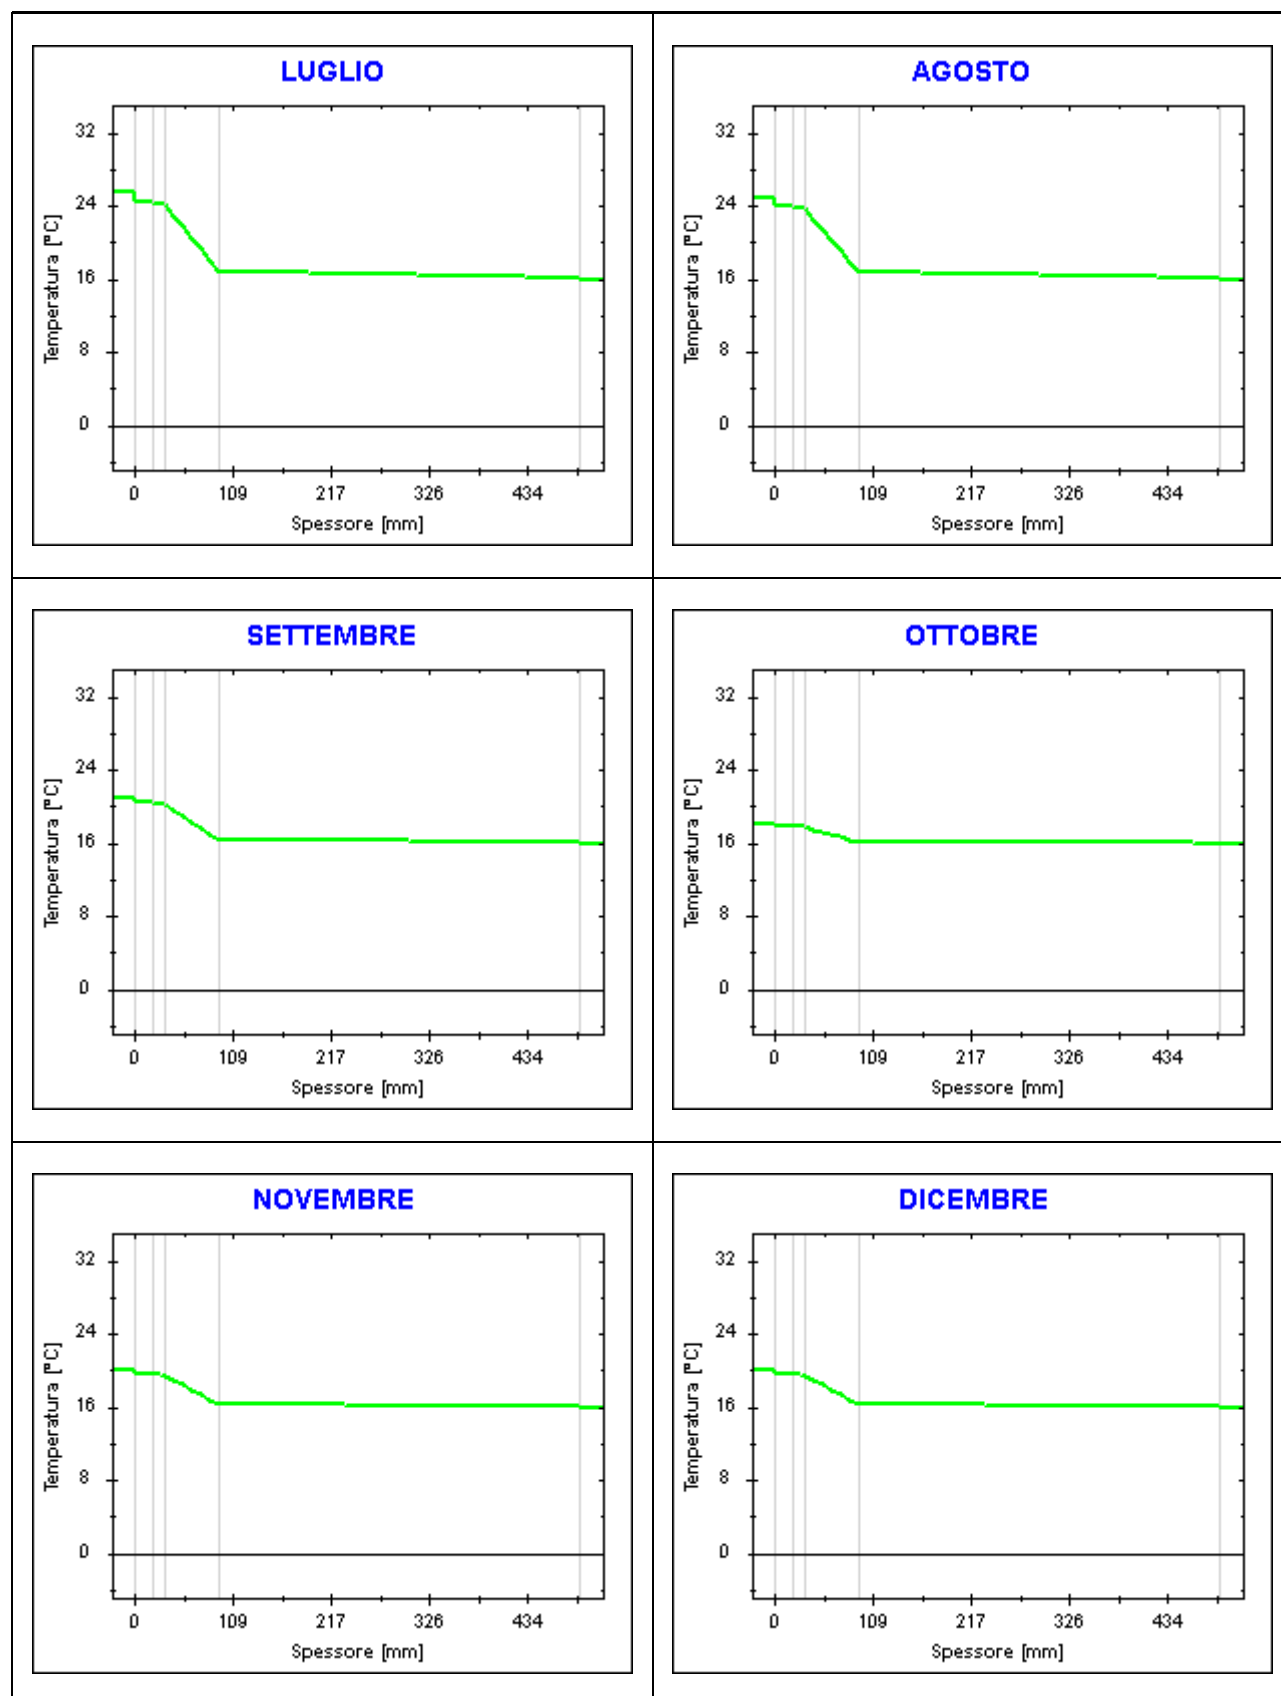 LUGLIO
32
24
16
8
0
Temperatura [°C]
0 109 217 326 434
Spessore [mm]
AGOSTO
32
24
16
8
0
Temperatura [°C]
0 109 217 326 434
Spessore [mm]
SETTEMBRE
32
24
16
8
0
Temperatura [°C]
0 109 217 326 434
Spessore [mm]
OTTOBRE
32
24
16
8
0
Temperatura [°C]
0 109 217 326 434
Spessore [mm]
NOVEMBRE
32
24
16
8
0
Temperatura [°C]
0 109 217 326 434
Spessore [mm]
DICEMBRE
32
24
16
8
0
Temperatura [°C]
0 109 217 326 434
Spessore [mm]